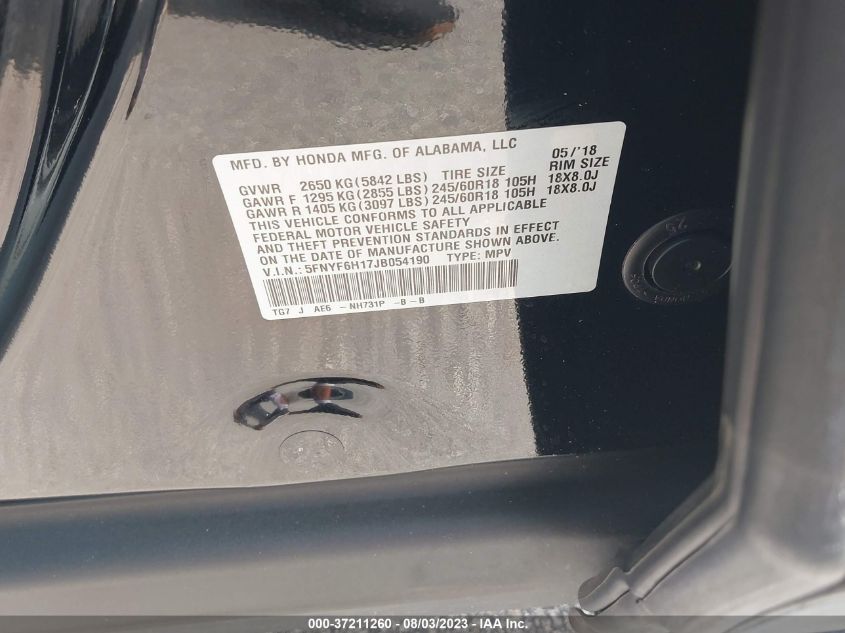 MFD. BY HONDA MFG. OF ALABAMA, LLC 05/'18
GVWR 2650 KG (5842 LBS) TIRE SIZE RIM SIZE
GAWR F 1295 KG (2855 LBS) 245/60R18 105H 18X8.0J
GAWR R 1405 KG (3097 LBS) 245/60R18 105H 18X8.0J
THIS VEHICLE CONFORMS TO ALL APPLICABLE
FEDERAL MOTOR VEHICLE SAFETY
AND THEFT PREVENTION STANDARDS IN EFFECT
ON THE DATE OF MANUFACTURE SHOWN ABOVE.
V.I.N.: 5FNYF6H17JB054190 TYPE: MPV
TG7 J AE6 - NH731P -B - B
25
000-37211260 - 08/03/2023 - IAA Inc.